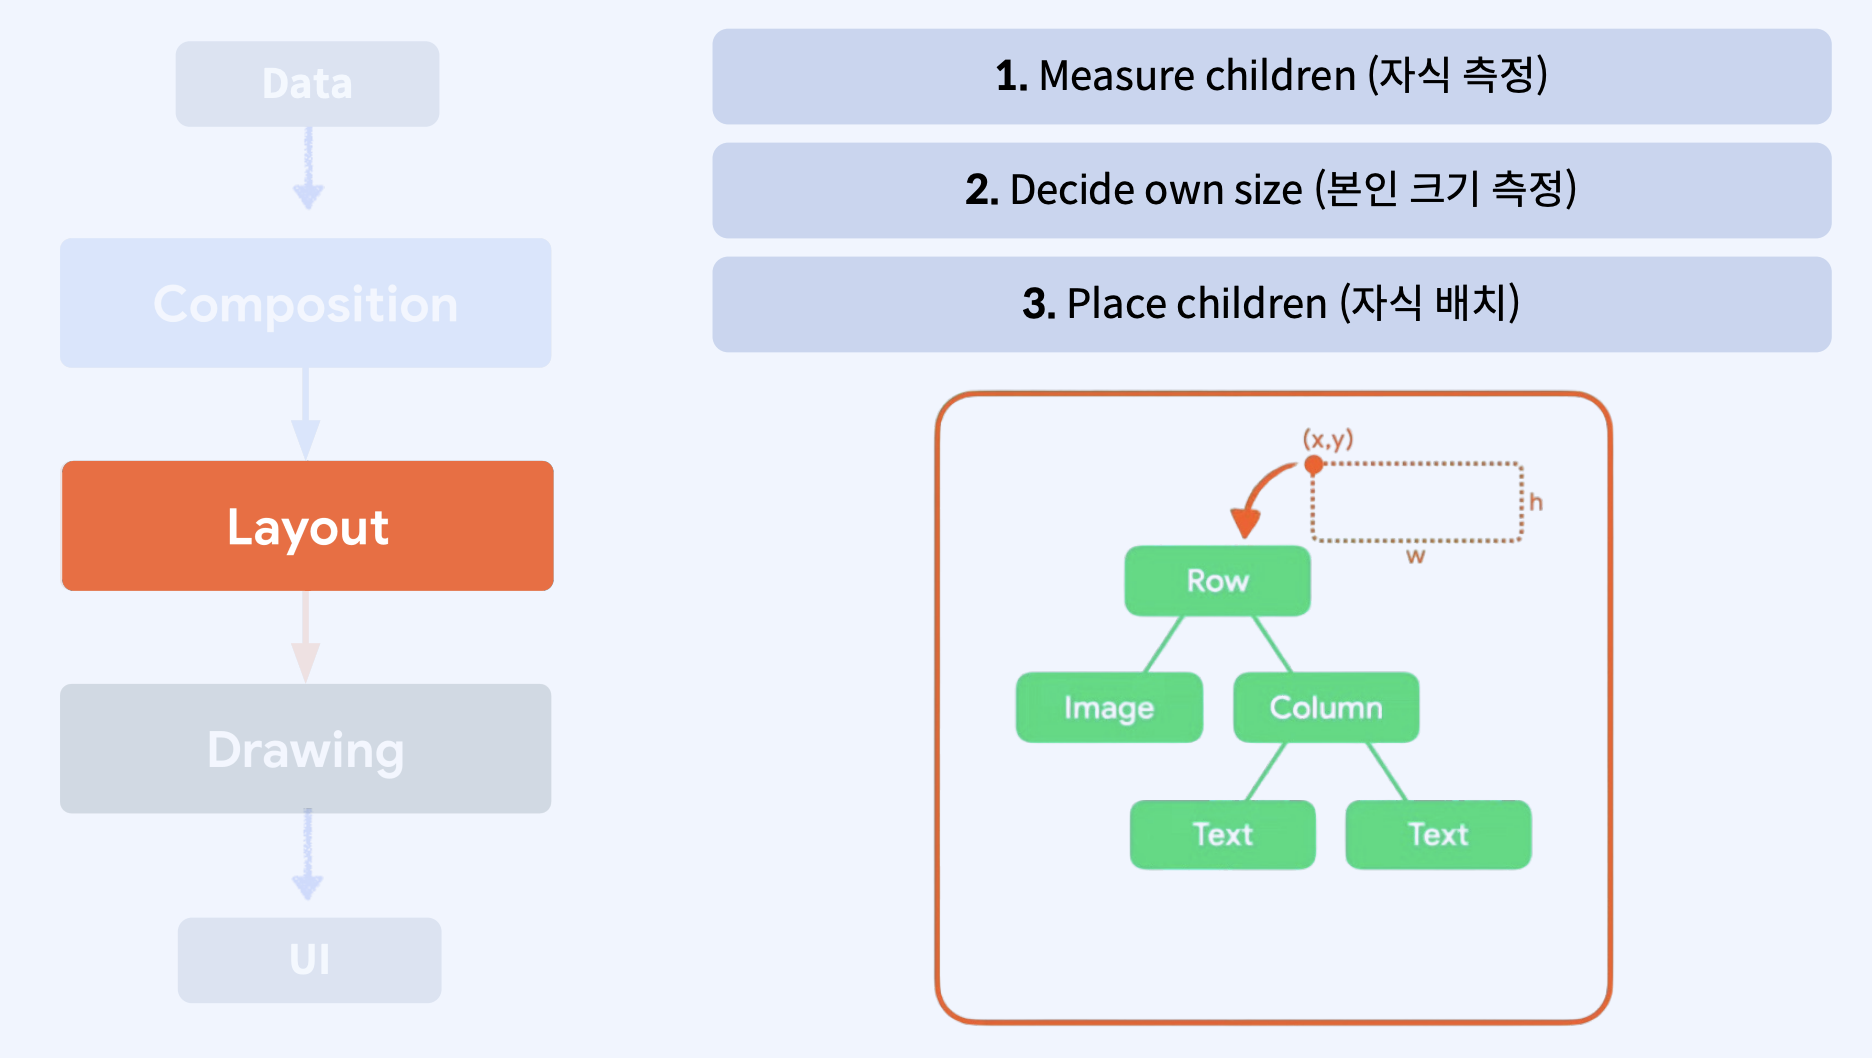 Data
Composition
Layout
Drawing
UI
1. Measure children (자식 측정)
2. Decide own size (본인 크기 측정)
3. Place children (자식 배치)
(x,y)
h
w
Row
Image
Column
Text
Text